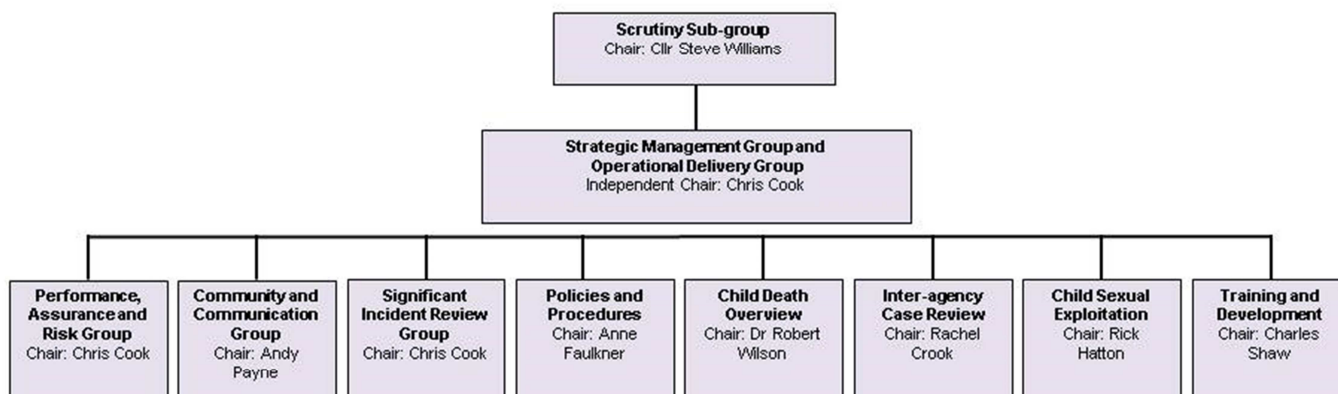 Scrutiny Sub-group
Chair: Cllr Steve Williams
Strategic Management Group and
Operational Delivery Group
Independent Chair: Chris Cook
Performance,
Assurance and
Risk Group
Chair: Chris Cook
Community and
Communication
Group
Chair: Andy
Payne
Significant
Incident Review
Group
Chair: Chris Cook
Policies and
Procedures
Chair: Anne
Faulkner
Child Death
Overview
Chair: Dr Robert
Wilson
Inter-agency
Case Review
Chair: Rachel
Crook
Child Sexual
Exploitation
Chair: Rick
Hatton
Training and
Development
Chair: Charles
Shaw